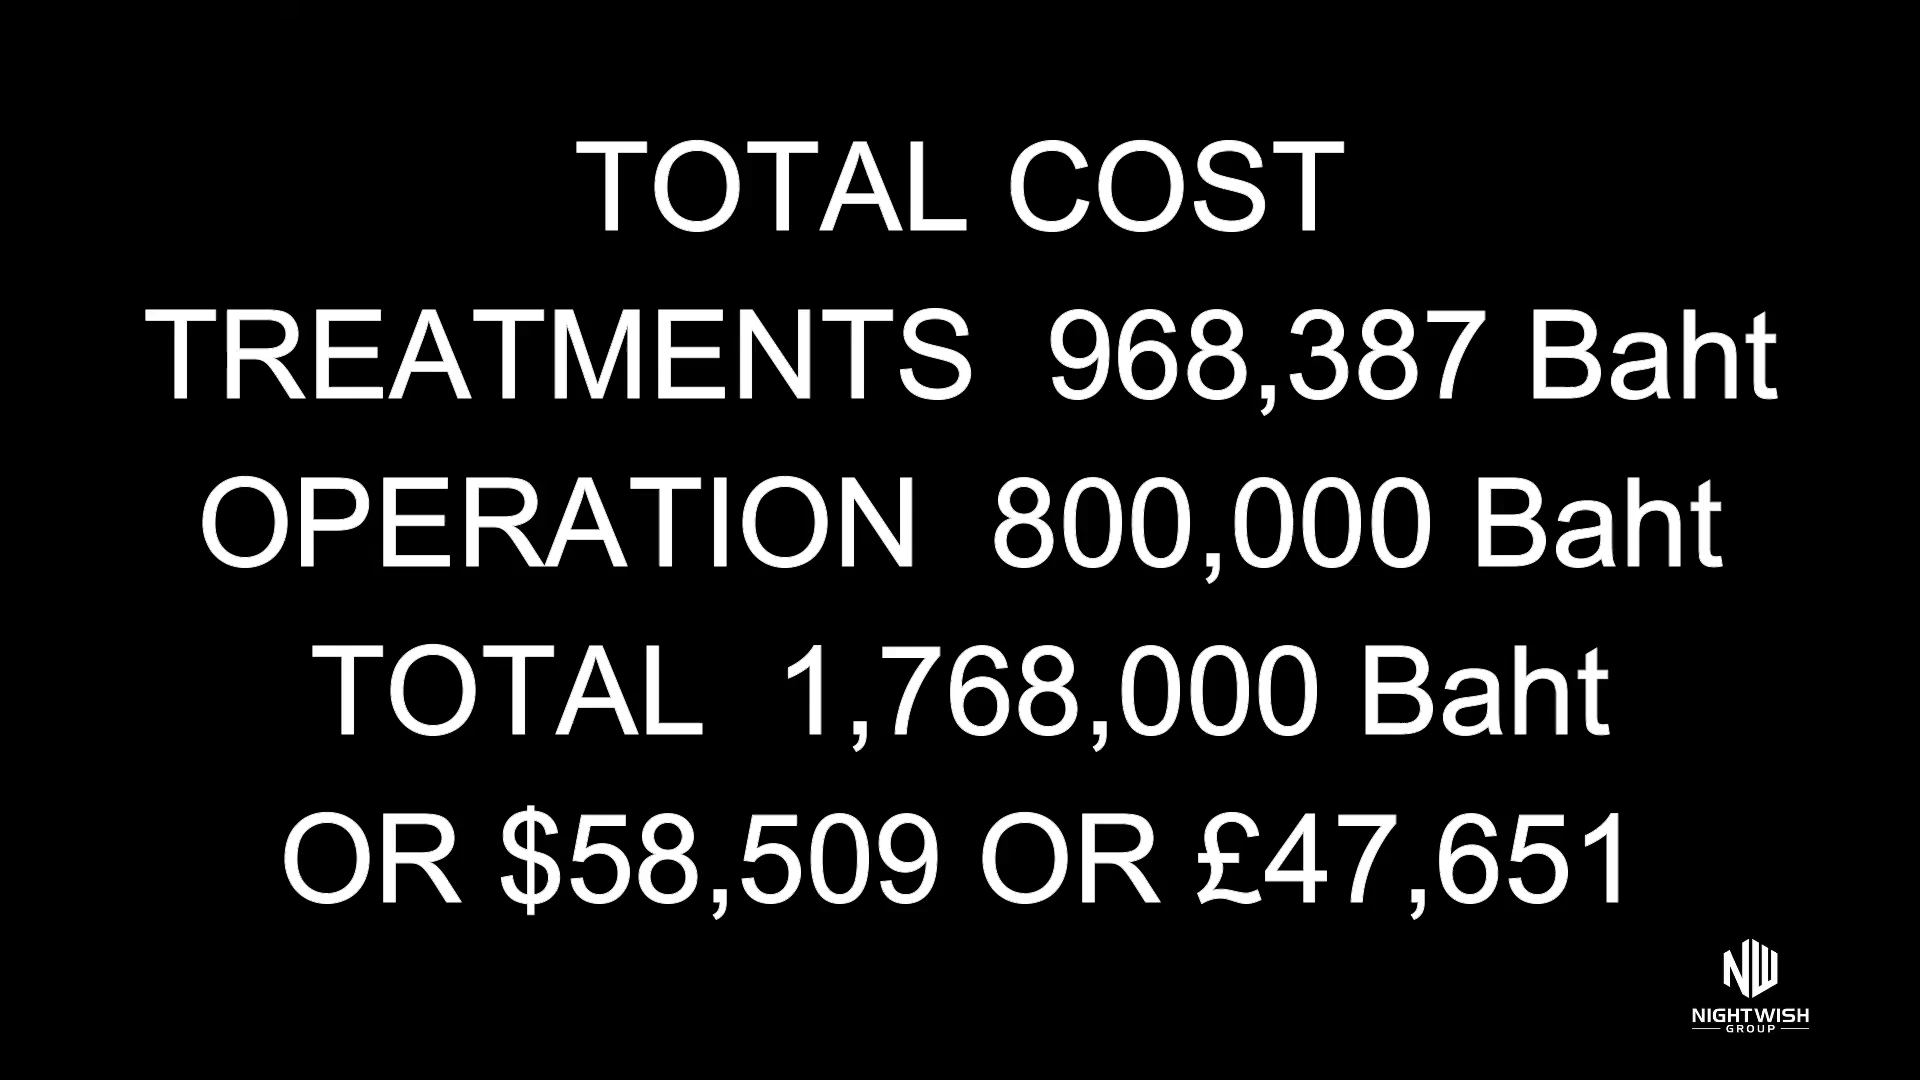 TOTAL COST
TREATMENTS 968,387 Baht
OPERATION 800,000 Baht
TOTAL 1,768,000 Baht
OR $58,509 OR £47,651
NW
NIGHTWISH
GROUP